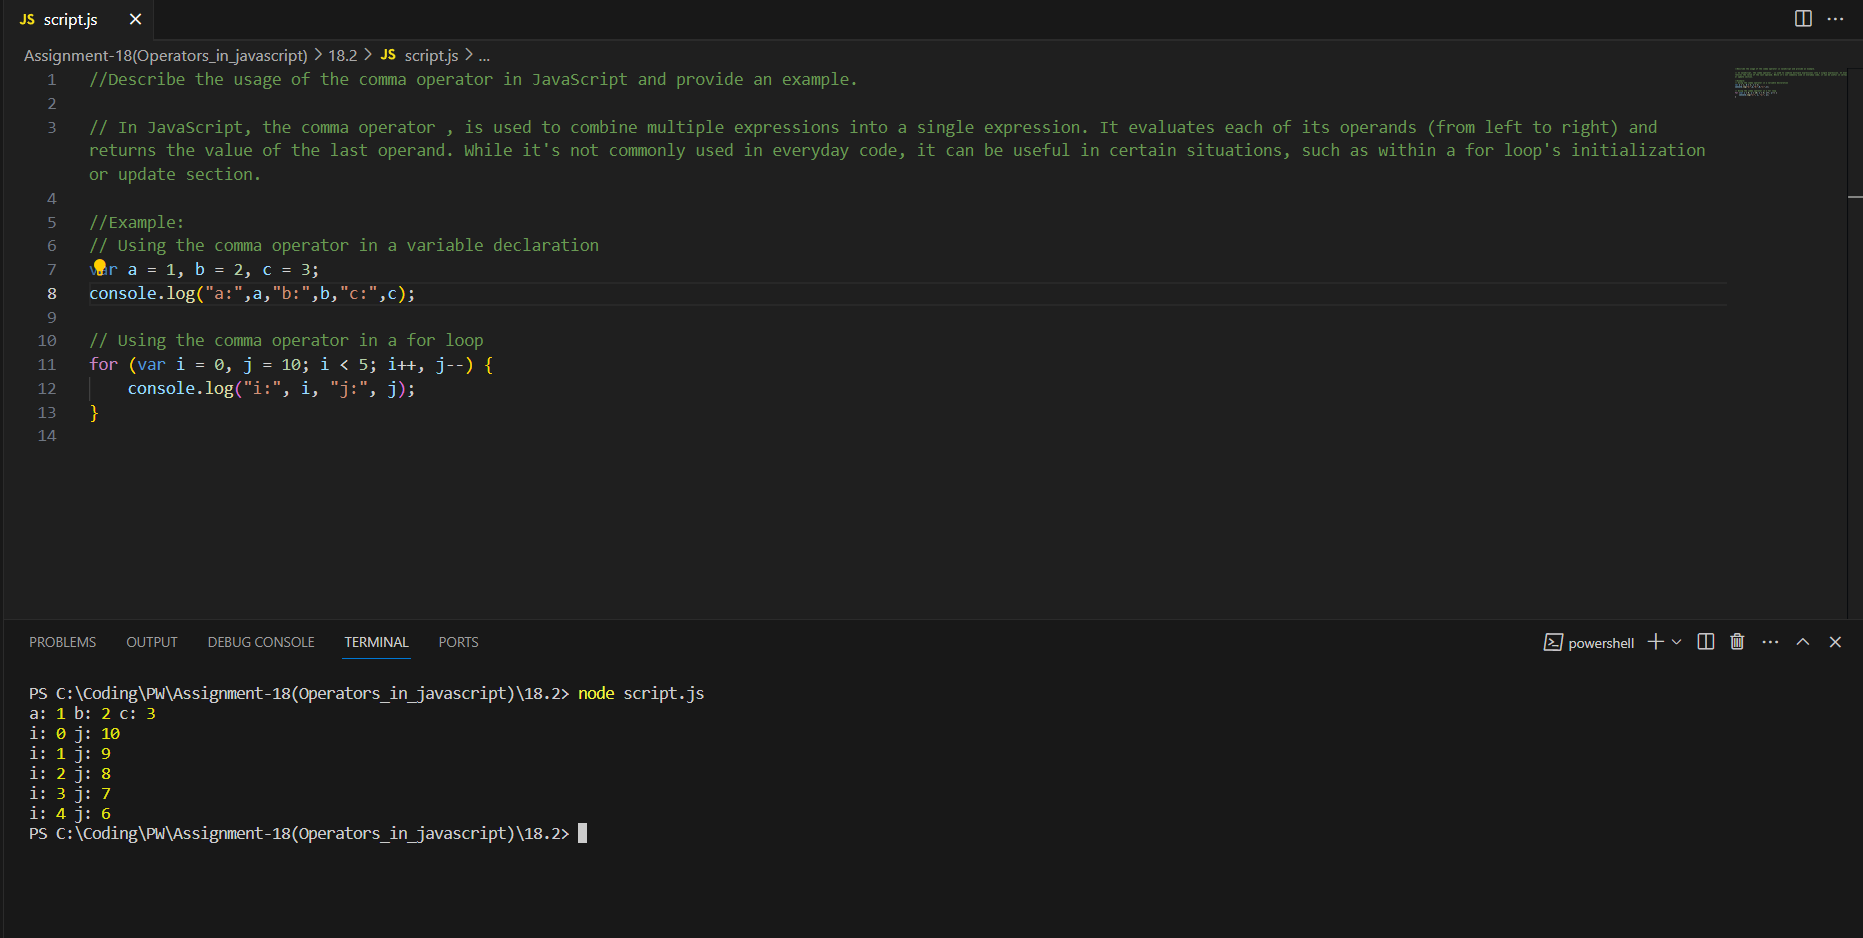 JS script.js
Assignment-18(Operators_in_javascript) > 18.2 > JS script.js > ...
1 //Describe the usage of the comma operator in JavaScript and provide an example.
2
3 // In JavaScript, the comma operator , is used to combine multiple expressions into a single expression. It evaluates each of its operands (from left to right) and
returns the value of the last operand. While it's not commonly used in everyday code, it can be useful in certain situations, such as within a for loop's initialization
or update section.
4
5 //Example:
6 // Using the comma operator in a variable declaration
7 var a = 1, b = 2, c = 3;
8 console.log("a:",a,"b:",b,"c:",c);
9
10 // Using the comma operator in a for loop
11 for (var i = 0, j = 10; i < 5; i++, j--) {
12     console.log("i:", i, "j:", j);
13 }
14
PROBLEMS OUTPUT DEBUG CONSOLE TERMINAL PORTS powershell
PS C:\Coding\PW\Assignment-18(Operators_in_javascript)\18.2> node script.js
a: 1 b: 2 c: 3
i: 0 j: 10
i: 1 j: 9
i: 2 j: 8
i: 3 j: 7
i: 4 j: 6
PS C:\Coding\PW\Assignment-18(Operators_in_javascript)\18.2>